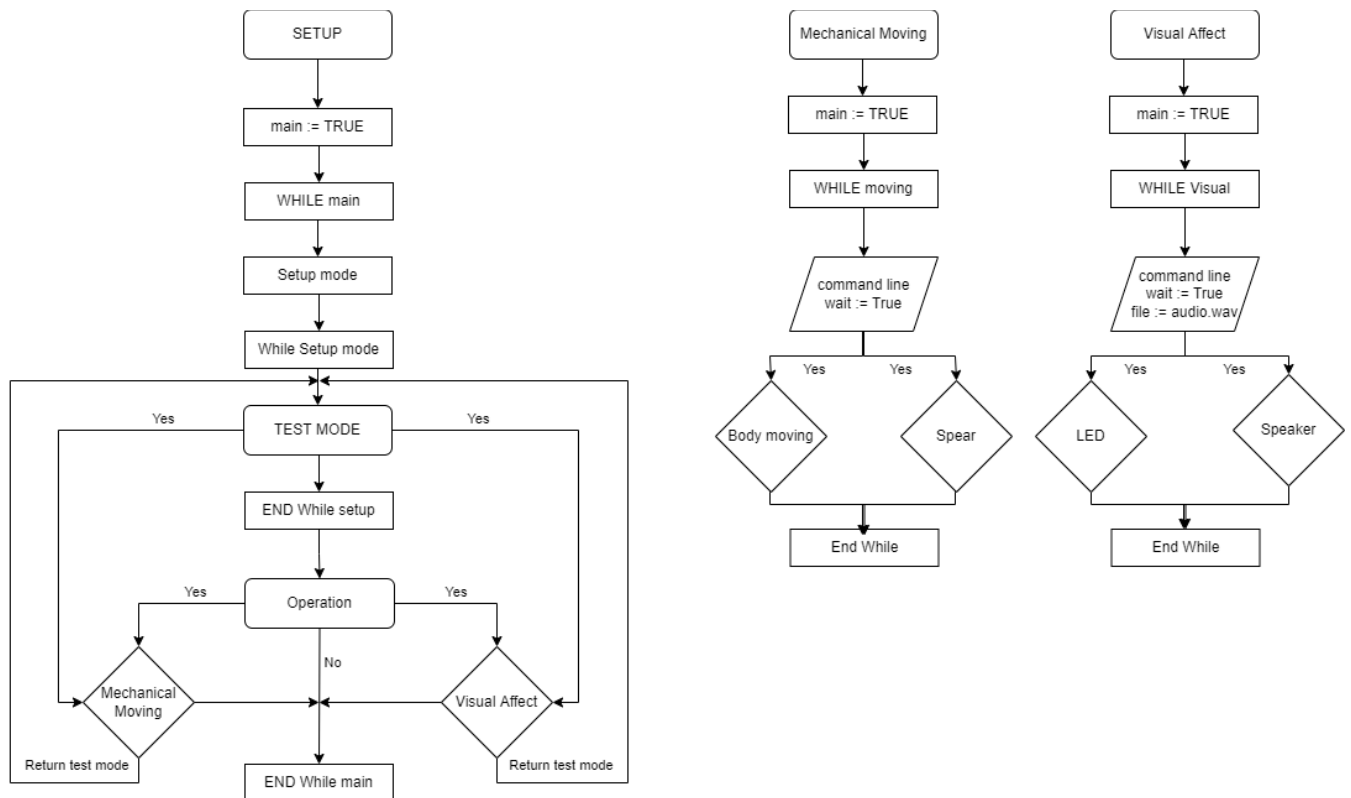 SETUP
main := TRUE
WHILE main
Setup mode
While Setup mode
Yes
TEST MODE
Yes
END While setup
Yes
Operation
Yes
No
Mechanical
Moving
Visual Affect
Return test mode
END While main
Return test mode
Mechanical Moving
main := TRUE
WHILE moving
command line
wait := True
Yes
Yes
Body moving
Spear
End While
Visual Affect
main := TRUE
WHILE Visual
command line
wait := True
file := audio.wav
Yes
Yes
LED
Speaker
End While